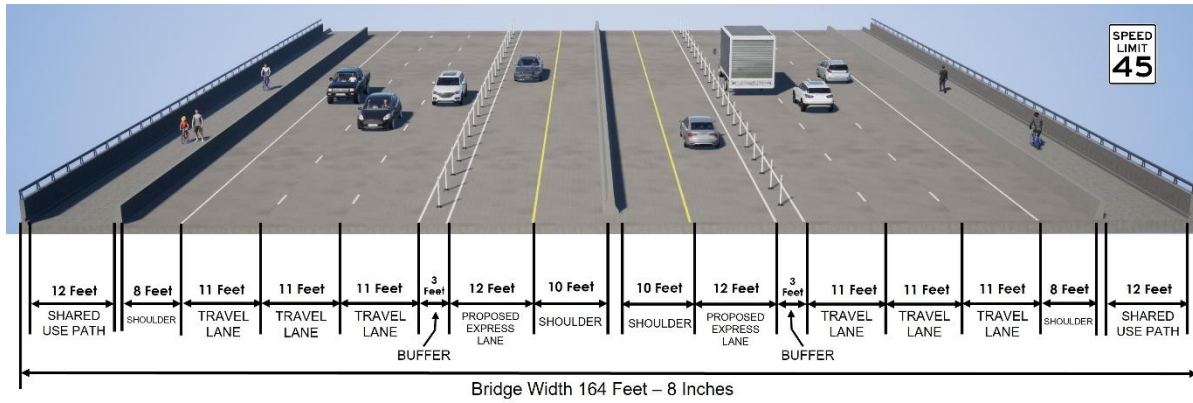 SPEED
LIMIT
45
12 Feet
SHARED
USE PATH
8 Feet
SHOULDER
11 Feet
TRAVEL
LANE
11 Feet
TRAVEL
LANE
11 Feet
TRAVEL
LANE
3
Feet
BUFFER
12 Feet
PROPOSED
EXPRESS
LANE
10 Feet
SHOULDER
10 Feet
SHOULDER
12 Feet
PROPOSED
EXPRESS
LANE
3
Feet
BUFFER
11 Feet
TRAVEL
LANE
11 Feet
TRAVEL
LANE
11 Feet
TRAVEL
LANE
8 Feet
SHOULDER
12 Feet
SHARED
USE PATH
Bridge Width 164 Feet – 8 Inches